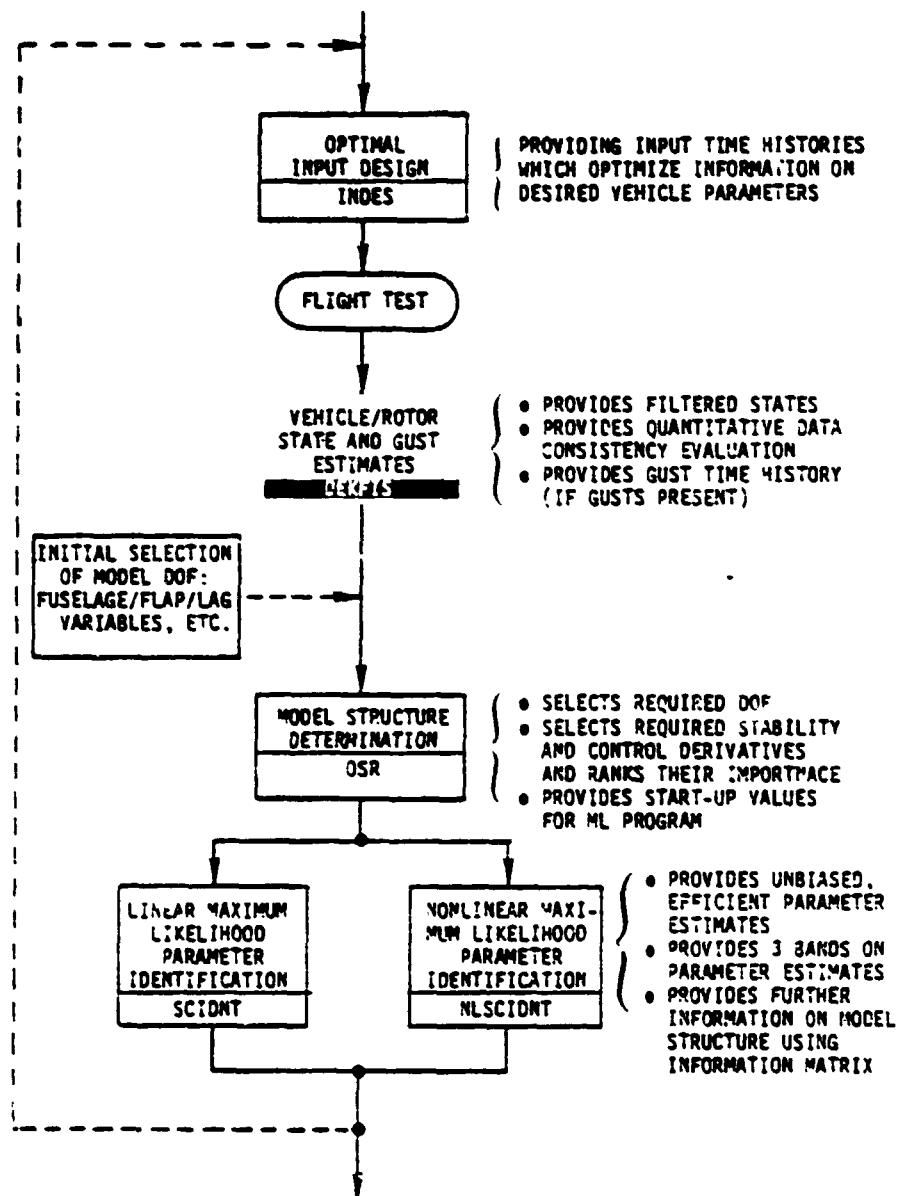 OPTIMAL
INPUT DESIGN
INDES
PROVIDING INPUT TIME HISTORIES
WHICH OPTIMIZE INFORMATION ON
DESIRED VEHICLE PARAMETERS
FLIGHT TEST
VEHICLE/ROTOR
STATE AND GUST
ESTIMATES
DEKFIS
● PROVIDES FILTERED STATES
● PROVIDES QUANTITATIVE DATA
CONSISTENCY EVALUATION
● PROVIDES GUST TIME HISTORY
(IF GUSTS PRESENT)
INITIAL SELECTION
OF MODEL DOF:
FUSELAGE/FLAP/LAG
VARIABLES, ETC.
MODEL STRUCTURE
DETERMINATION
OSR
● SELECTS REQUIRED DOF
● SELECTS REQUIRED STABILITY
AND CONTROL DERIVATIVES
AND RANKS THEIR IMPORTMACE
● PROVIDES START-UP VALUES
FOR ML PROGRAM
LINEAR MAXIMUM
LIKELIHOOD
PARAMETER
IDENTIFICATION
SCIDNT
NONLINEAR MAXI-
MUM LIKELIHOOD
PARAMETER
IDENTIFICATION
NLSCIDNT
● PROVIDES UNBIASED,
EFFICIENT PARAMETER
ESTIMATES
● PROVIDES 3 BANDS ON
PARAMETER ESTIMATES
● PROVIDES FURTHER
INFORMATION ON MODEL
STRUCTURE USING
INFORMATION MATRIX